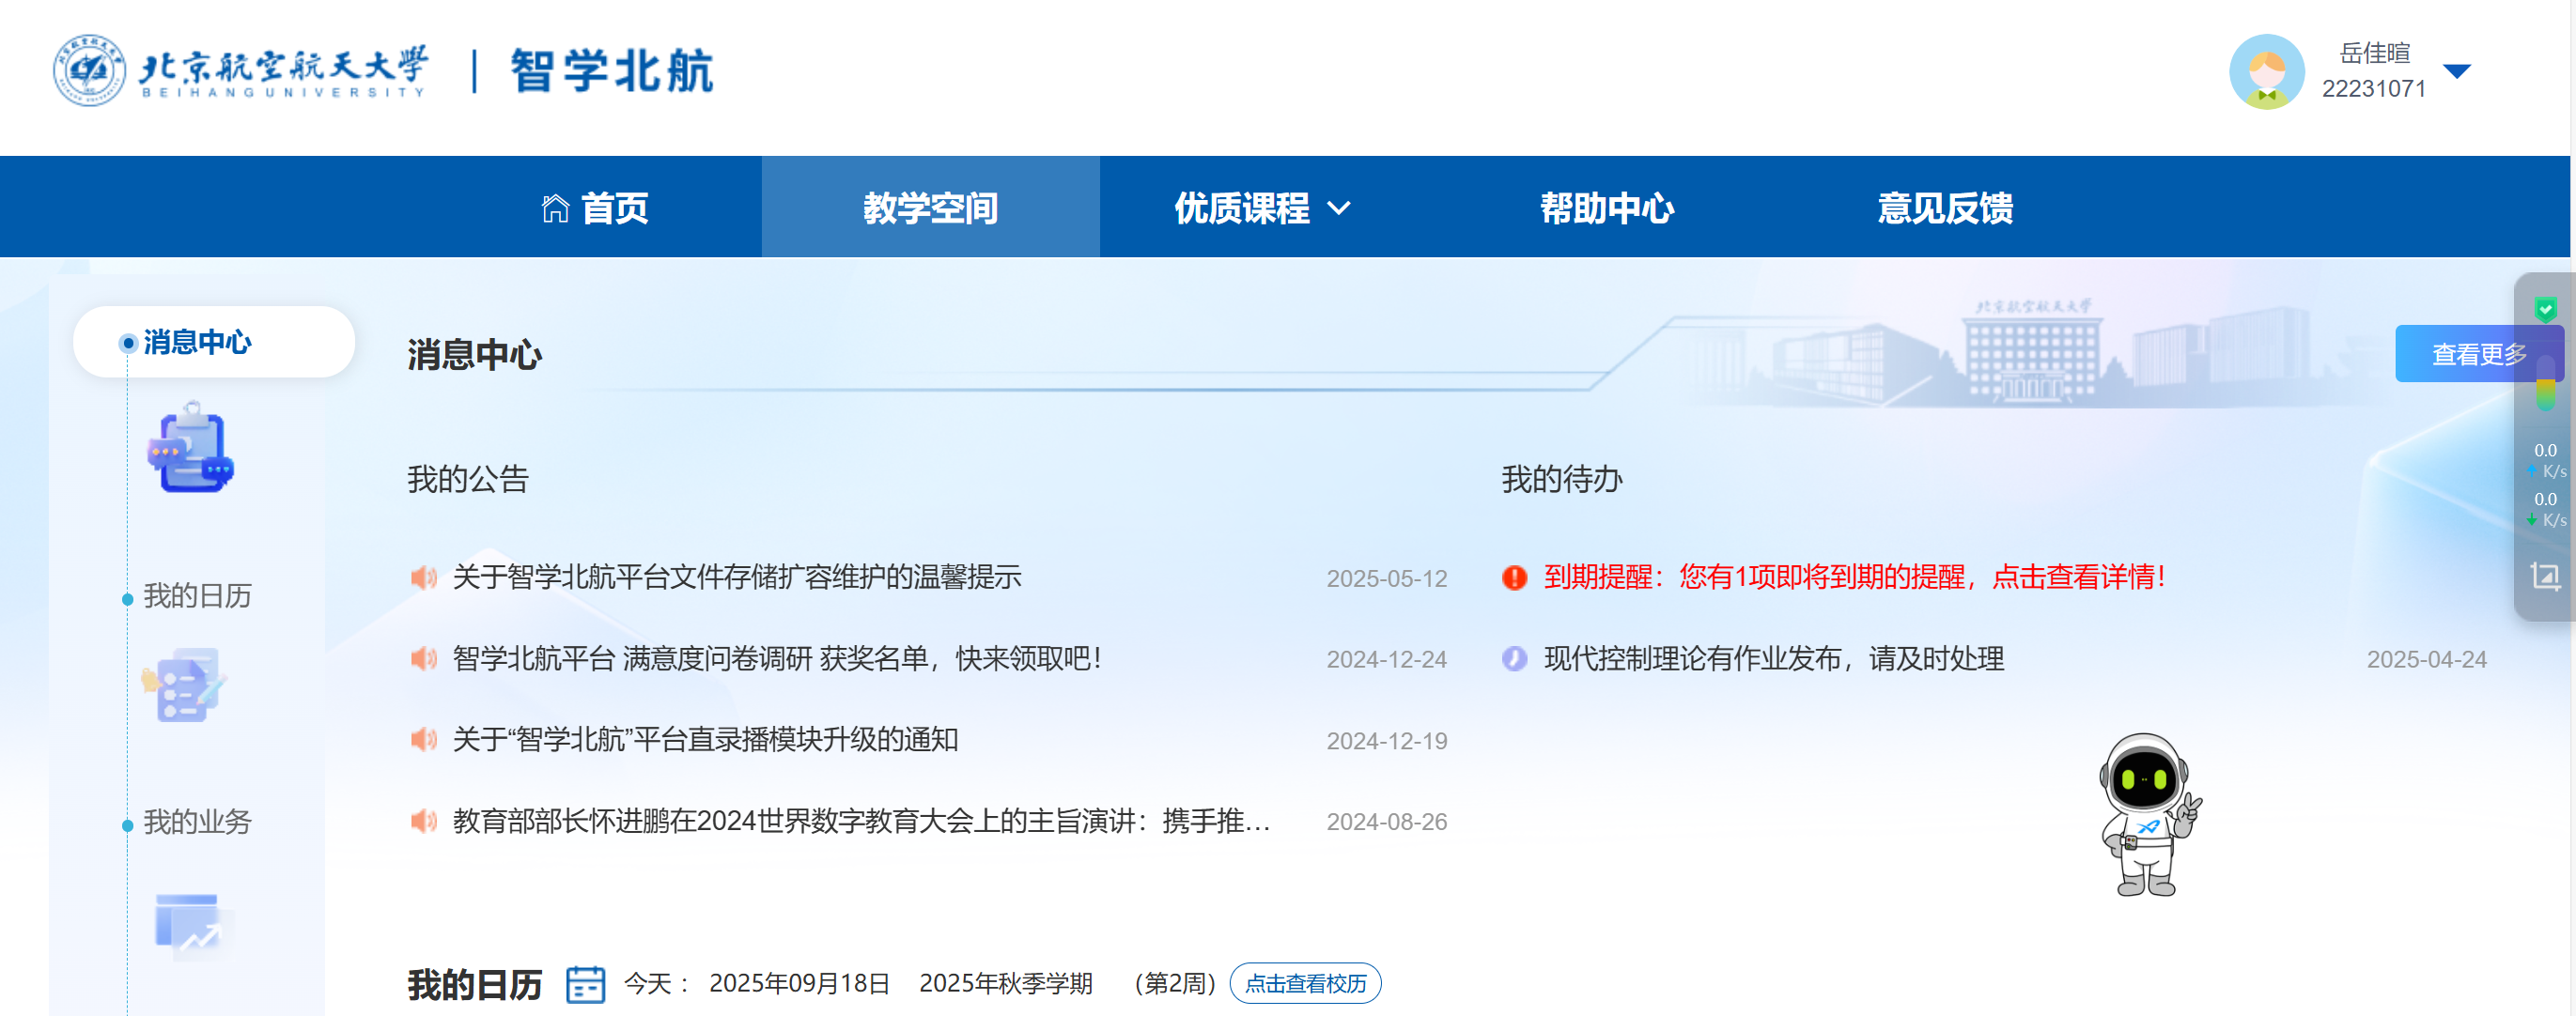 北京航空航天大学
BEIHANG UNIVERSITY
智学北航
岳佳暄
22231071
首页
教学空间
优质课程
帮助中心
意见反馈
消息中心
我的日历
我的业务
消息中心
北京航空航天大学
查看更多
我的公告
关于智学北航平台文件存储扩容维护的温馨提示 2025-05-12
智学北航平台 满意度问卷调研 获奖名单，快来领取吧！ 2024-12-24
关于“智学北航”平台直录播模块升级的通知 2024-12-19
教育部部长怀进鹏在2024世界数字教育大会上的主旨演讲：携手推... 2024-08-26
我的待办
到期提醒：您有1项即将到期的提醒，点击查看详情！
现代控制理论有作业发布，请及时处理 2025-04-24
0.0
K/s
0.0
K/s
我的日历 今天： 2025年09月18日 2025年秋季学期 （第2周） 点击查看校历